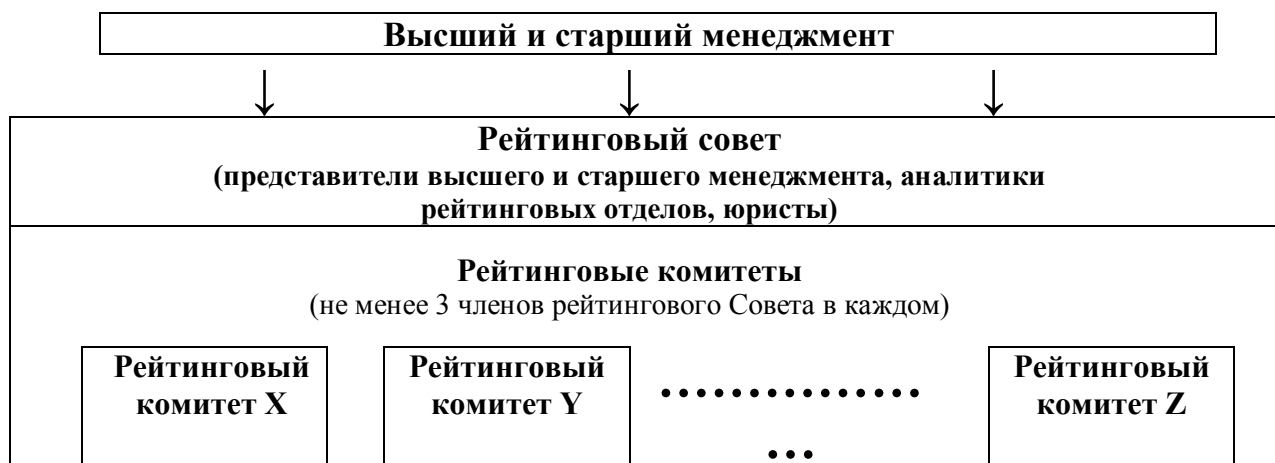 Высший и старший менеджмент
↓ ↓ ↓
Рейтинговый совет
(представители высшего и старшего менеджмента, аналитики
рейтинговых отделов, юристы)
Рейтинговые комитеты
(не менее 3 членов рейтингового Совета в каждом)
Рейтинговый
комитет X
Рейтинговый
комитет Y
……………
…
Рейтинговый
комитет Z